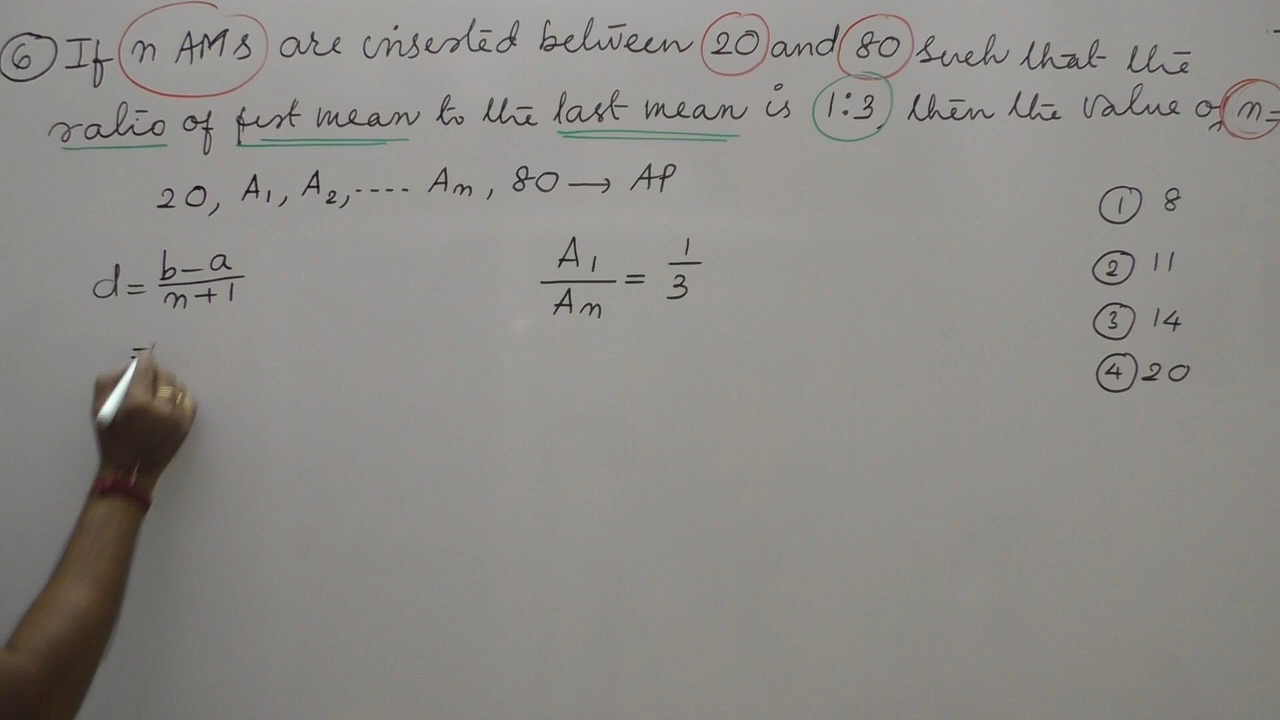 ⑥ If n AMs are inserted between 20 and 80 such that the
ratio of first mean to the last mean is 1:3, then the value of n=
20, A₁, A₂, .... Aₙ, 80 → AP
d = b-a / n+1
A₁ / Aₙ = 1 / 3
① 8
② 11
③ 14
④ 20